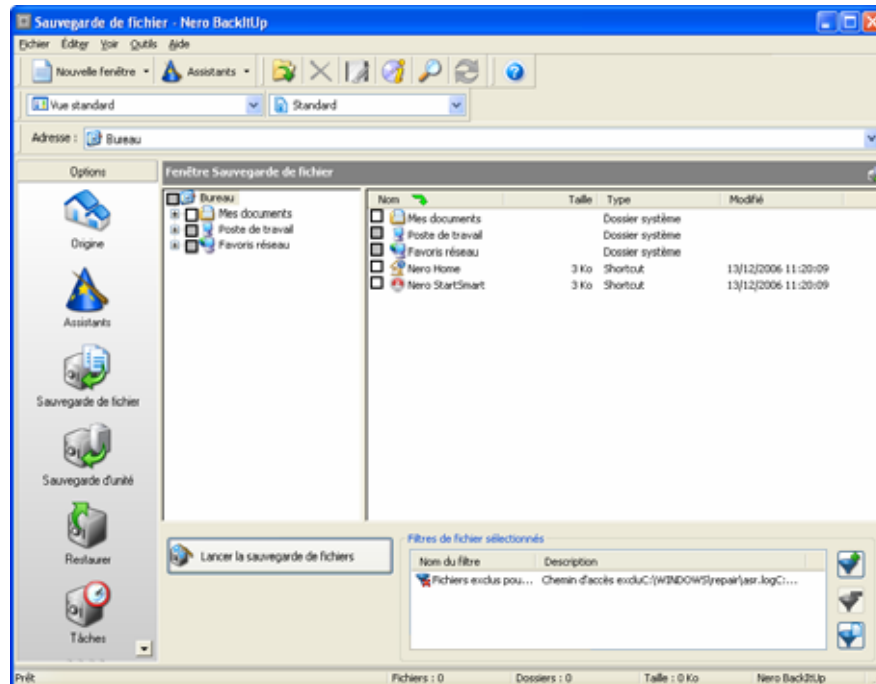 Sauvegarde de fichier - Nero BackItUp
Fichier Éditer Voir Outils Aide
Nouvelle fenêtre Assistants
Vue standard Standard
Adresse : Bureau
Options
Origine
Assistants
Sauvegarde de fichier
Sauvegarde d'unité
Restaurer
Tâches
Fenêtre Sauvegarde de fichier
Bureau
Mes documents
Poste de travail
Favoris réseau
Nom Taille Type Modifié
Mes documents Dossier système
Poste de travail Dossier système
Favoris réseau Dossier système
Nero Home 3 Ko Shortcut 13/12/2006 11:20:09
Nero StartSmart 3 Ko Shortcut 13/12/2006 11:20:09
Lancer la sauvegarde de fichiers
Filtres de fichier sélectionnés
Nom du filtre Description
Fichiers exclus pou... Chemin d'accès excluC:\WINDOWS\repair\asr.logC:...
Prêt Fichiers : 0 Dossiers : 0 Taille : 0 Ko Nero BackItUp